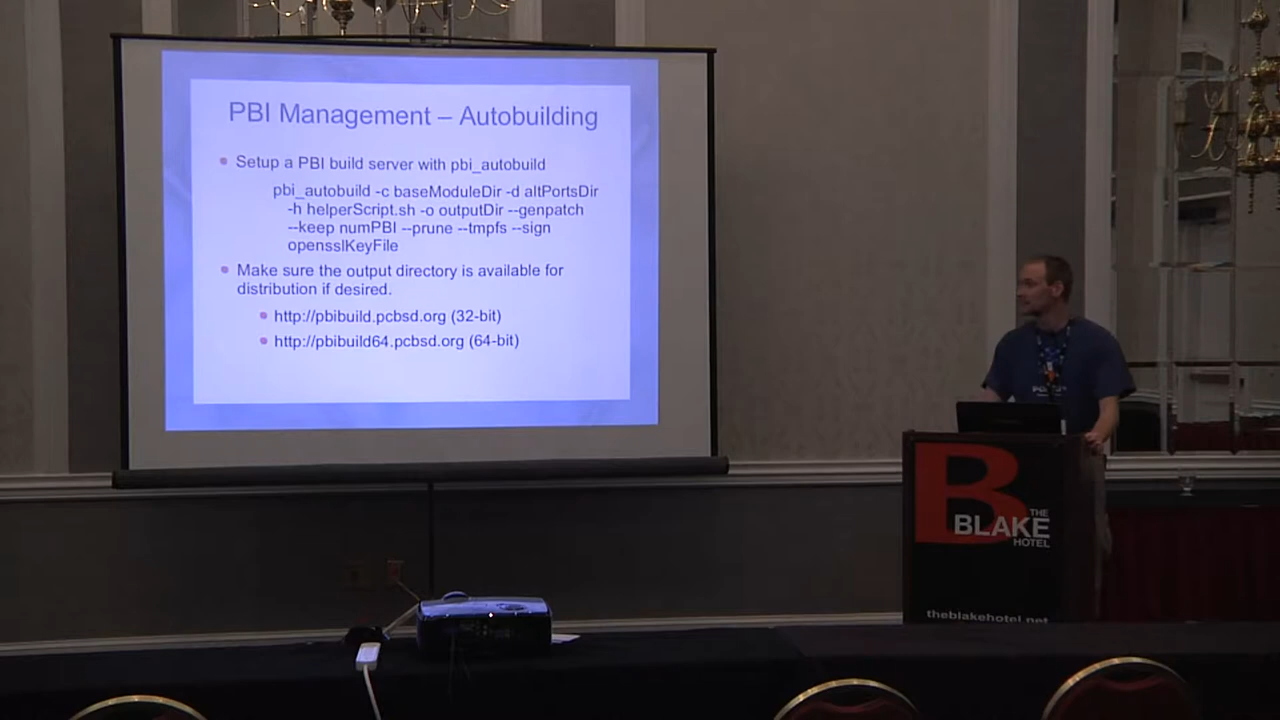 PBI Management – Autobuilding
Setup a PBI build server with pbi_autobuild
pbi_autobuild -c baseModuleDir -d altPortsDir
-h helperScript.sh -o outputDir --genpatch
--keep numPBI --prune --tmpfs --sign
opensslKeyFile
Make sure the output directory is available for
distribution if desired.
http://pbibuild.pcbsd.org (32-bit)
http://pbibuild64.pcbsd.org (64-bit)
B
THE
BLAKE
HOTEL
theblakehotel.net